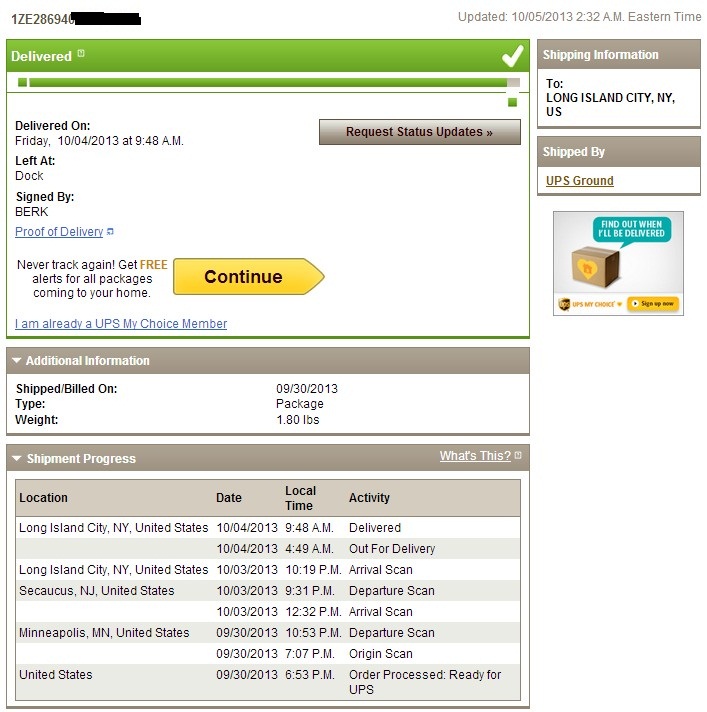 1ZE286940
Updated: 10/05/2013 2:32 A.M. Eastern Time
Delivered
Delivered On:
Friday, 10/04/2013 at 9:48 A.M.
Request Status Updates »
Left At:
Dock
Signed By:
BERK
Proof of Delivery
Never track again! Get FREE
alerts for all packages
coming to your home.
Continue
I am already a UPS My Choice Member
Shipping Information
To:
LONG ISLAND CITY, NY,
US
Shipped By
UPS Ground
FIND OUT WHEN
I'LL BE DELIVERED
UPS MY CHOICE
Sign up now
Additional Information
Shipped/Billed On: 09/30/2013
Type: Package
Weight: 1.80 lbs
Shipment Progress
What's This?
Location Date Local Time Activity
Long Island City, NY, United States 10/04/2013 9:48 A.M. Delivered
10/04/2013 4:49 A.M. Out For Delivery
Long Island City, NY, United States 10/03/2013 10:19 P.M. Arrival Scan
Secaucus, NJ, United States 10/03/2013 9:31 P.M. Departure Scan
10/03/2013 12:32 P.M. Arrival Scan
Minneapolis, MN, United States 09/30/2013 10:53 P.M. Departure Scan
09/30/2013 7:07 P.M. Origin Scan
United States 09/30/2013 6:53 P.M. Order Processed: Ready for
UPS